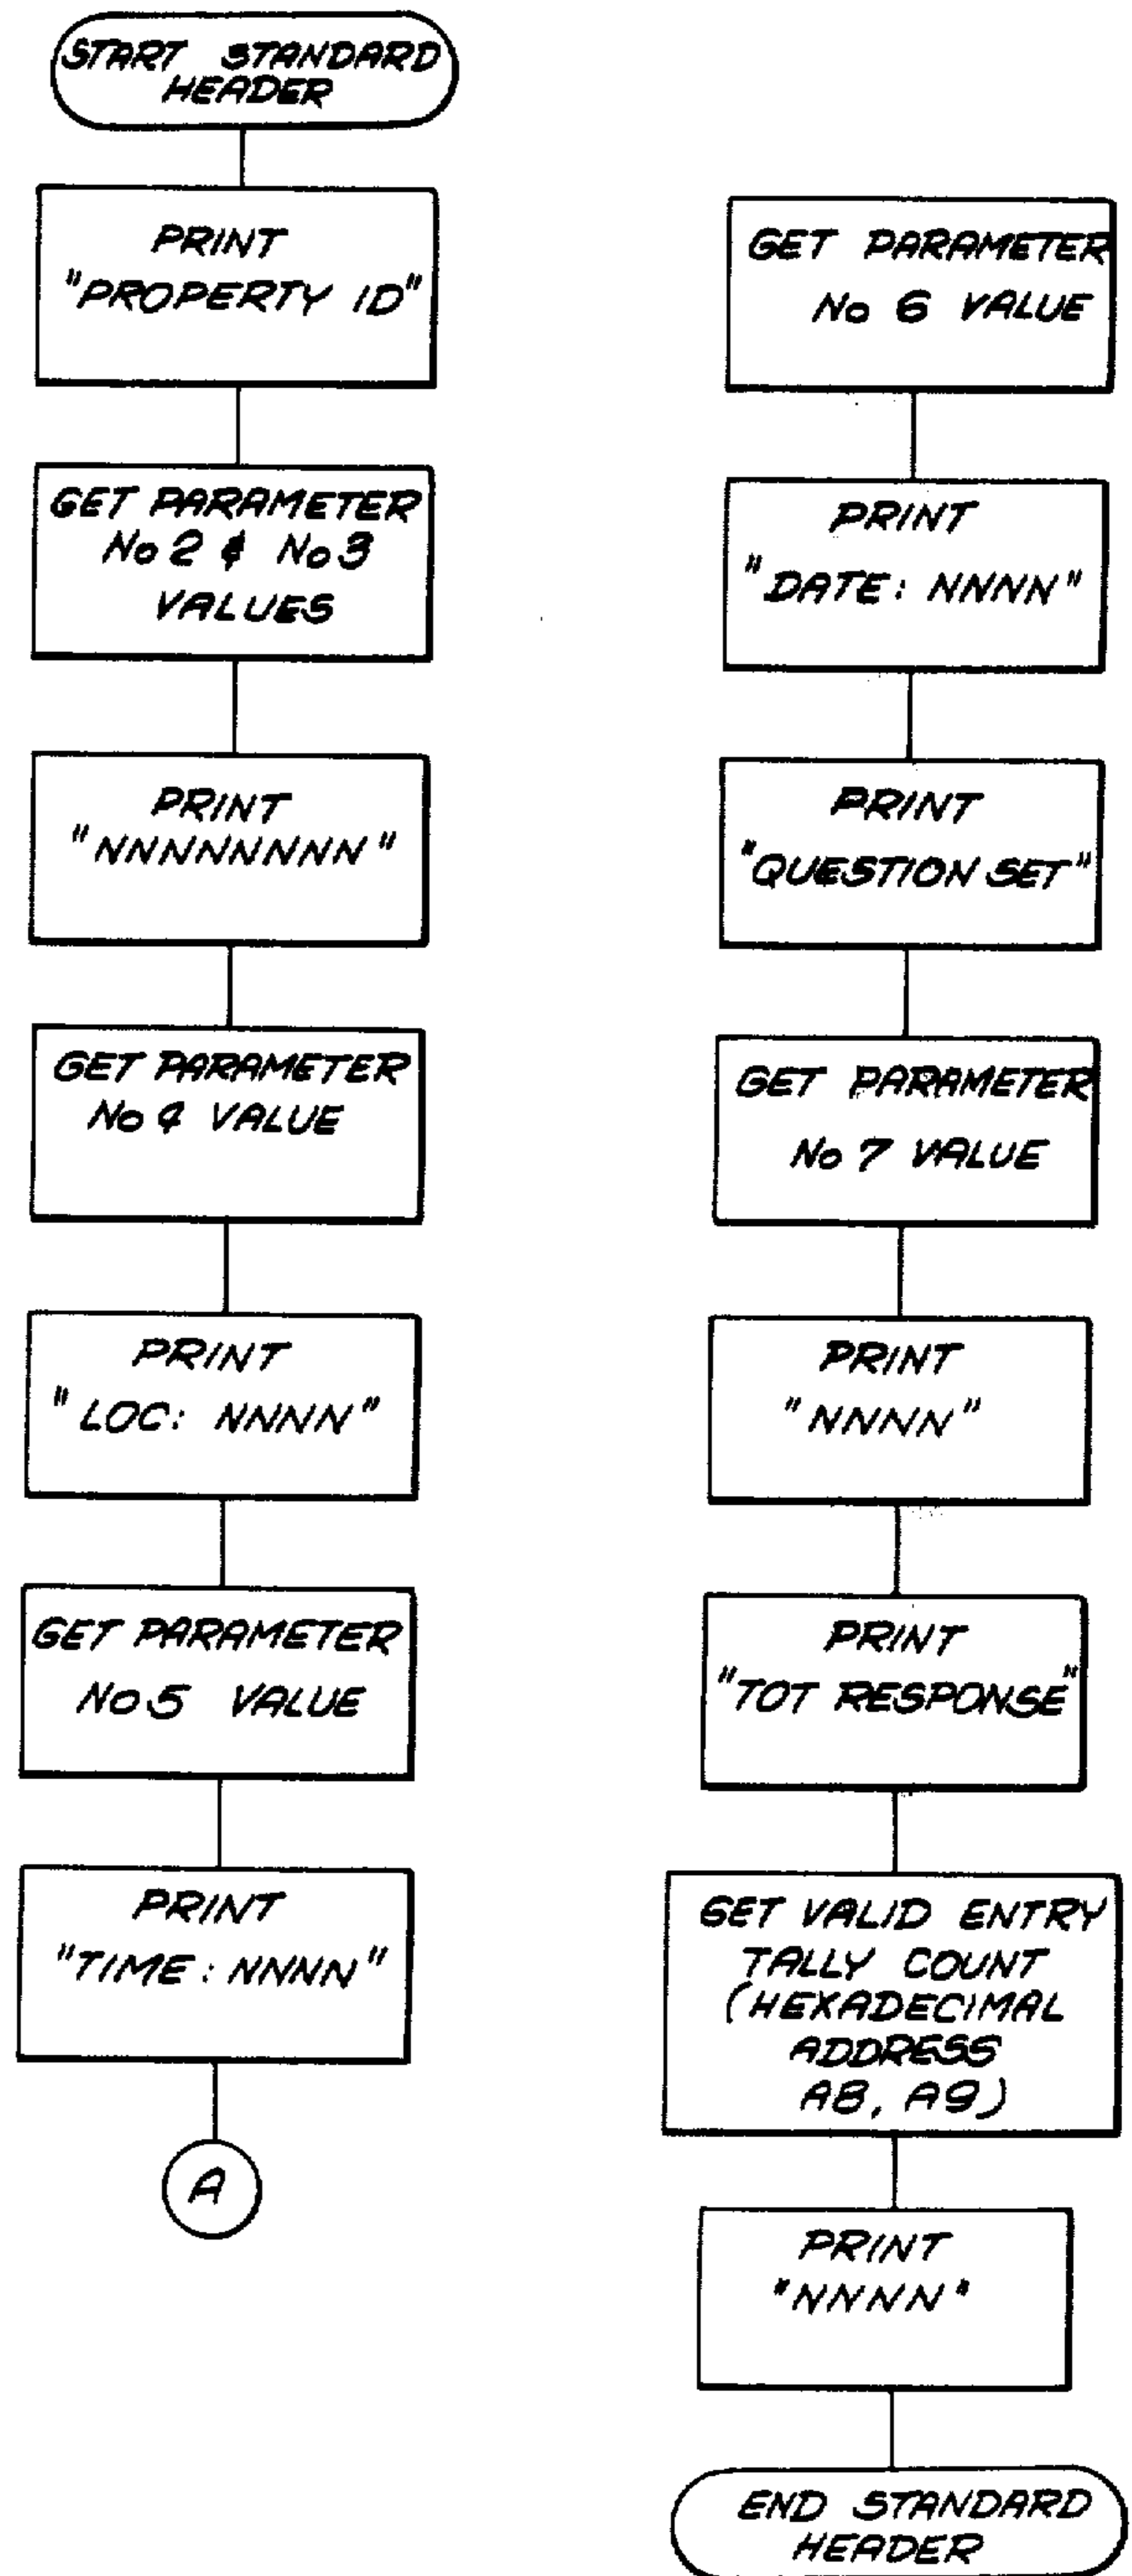 START STANDARD
HEADER
PRINT
"PROPERTY ID"
GET PARAMETER
No 2 & No 3
VALUES
PRINT
"NNNNNNNN"
GET PARAMETER
No 4 VALUE
PRINT
"LOC: NNNN"
GET PARAMETER
No 5 VALUE
PRINT
"TIME: NNNN"
A
GET PARAMETER
No 6 VALUE
PRINT
"DATE: NNNN"
PRINT
"QUESTION SET"
GET PARAMETER
No 7 VALUE
PRINT
"NNNN"
PRINT
"TOT RESPONSE"
GET VALID ENTRY
TALLY COUNT
(HEXADECIMAL
ADDRESS
A8, A9)
PRINT
"NNNN"
END STANDARD
HEADER